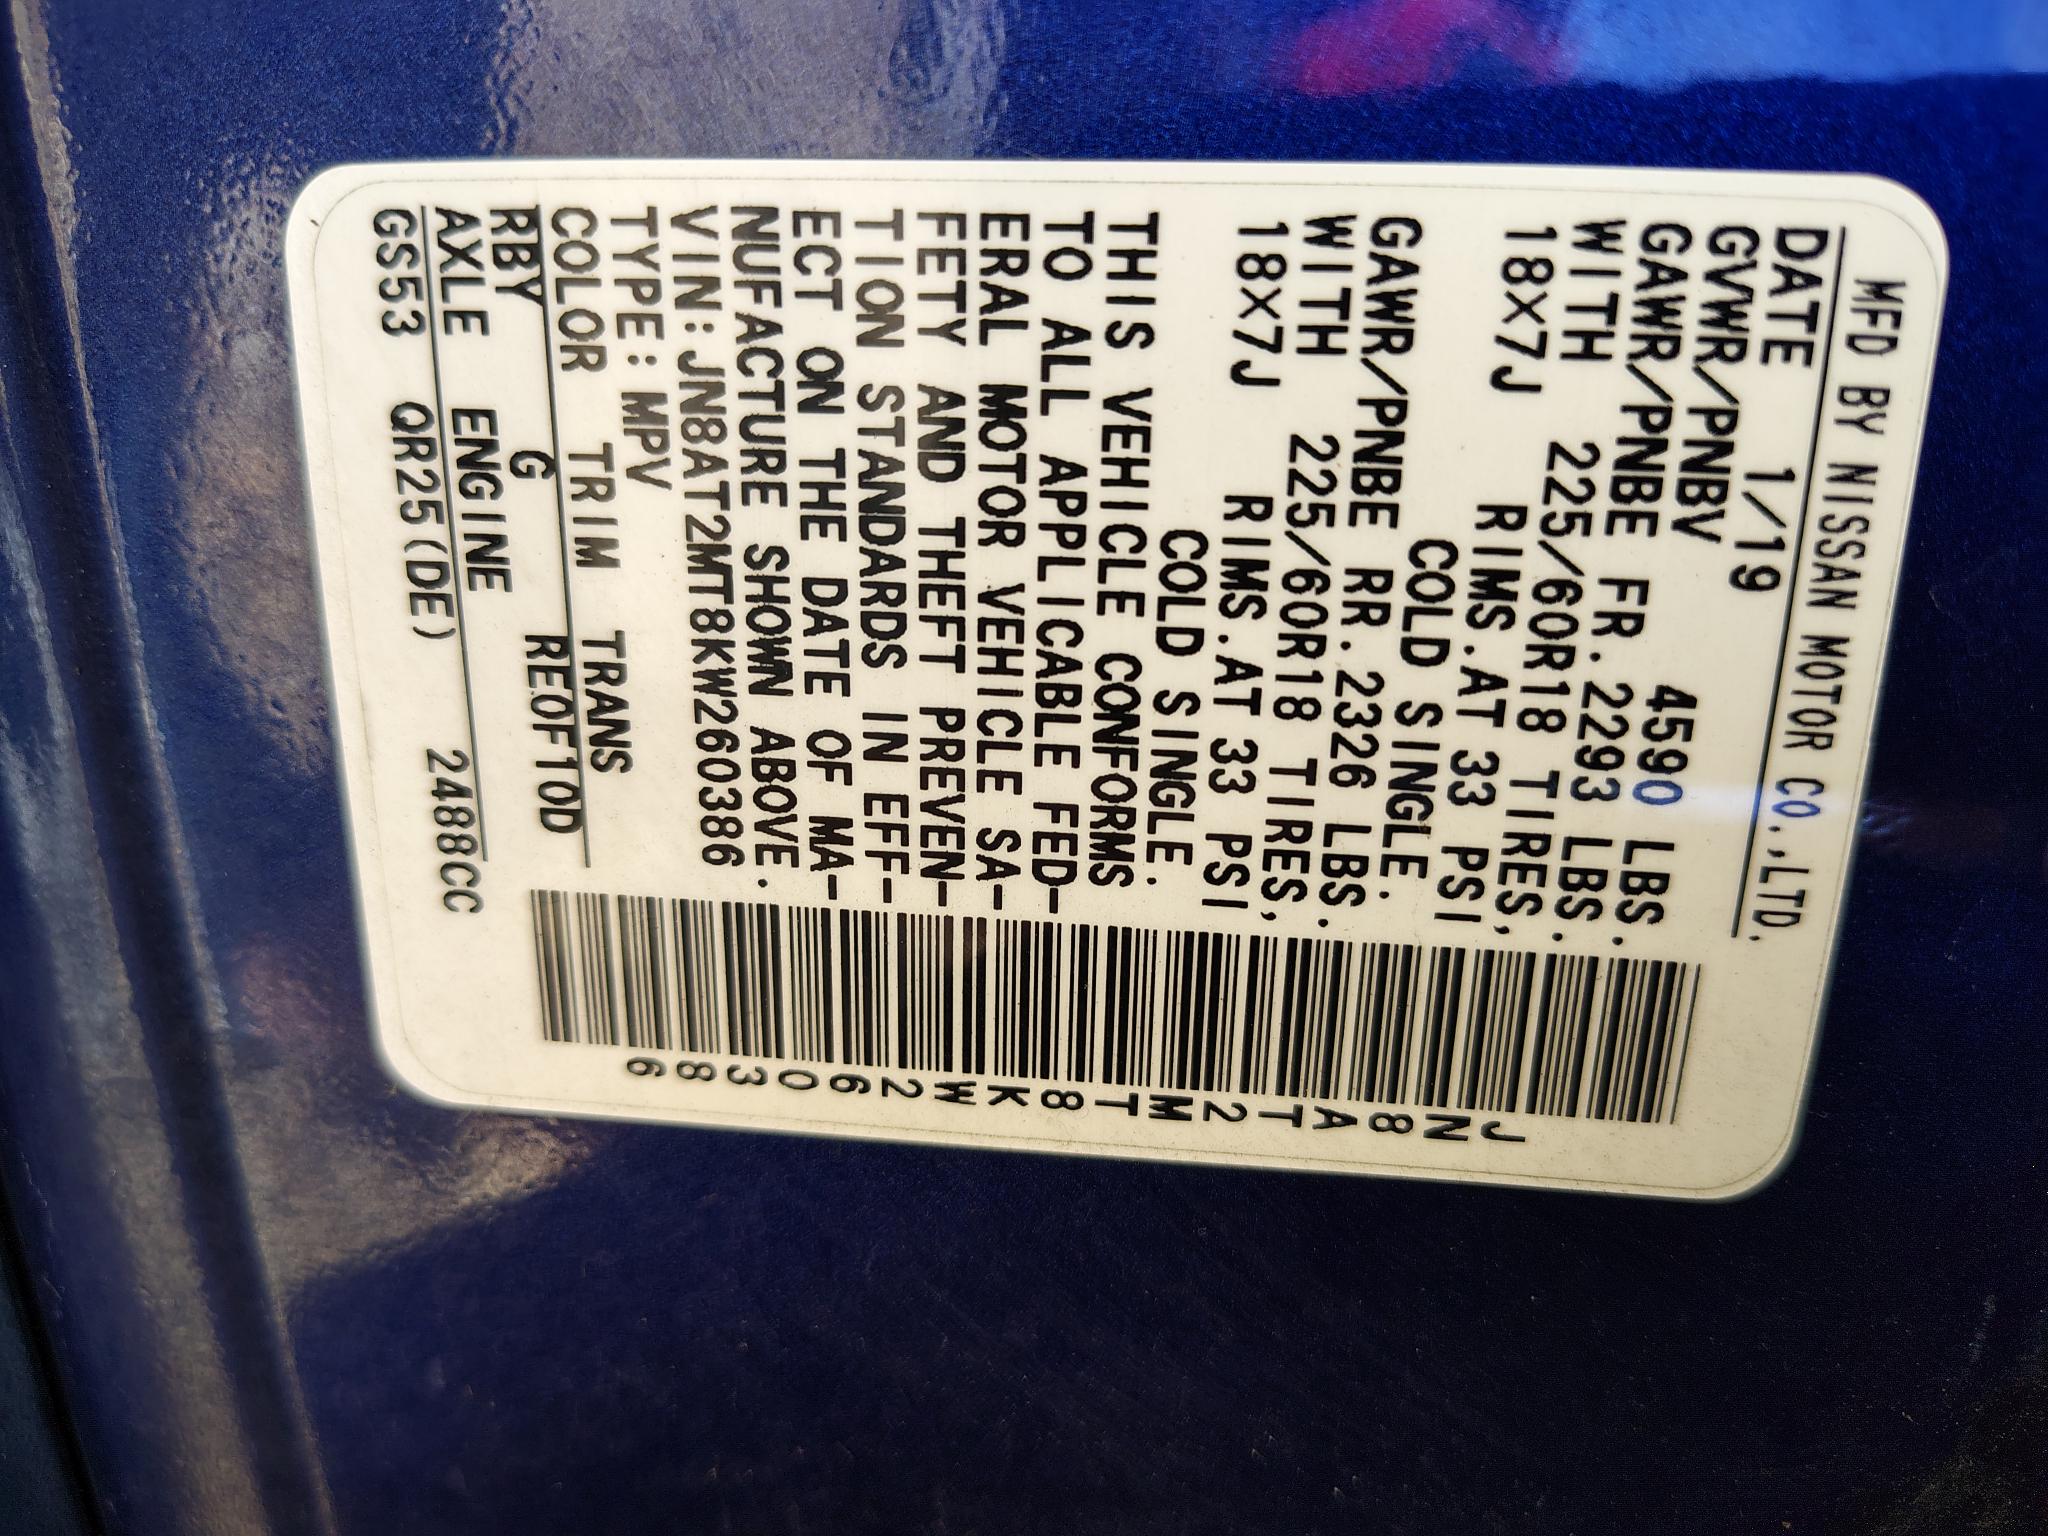 MFD BY NISSAN MOTOR CO.,LTD.
DATE 1/19
GVWR/PNBV 4590 LBS.
GAWR/PNBE FR.2293 LBS.
WITH 225/60R18 TIRES,
18×7J RIMS.AT 33 PSI
COLD SINGLE.
GAWR/PNBE RR.2326 LBS.
WITH 225/60R18 TIRES,
18×7J RIMS.AT 33 PSI
COLD SINGLE.
THIS VEHICLE CONFORMS
TO ALL APPLICABLE FED-
ERAL MOTOR VEHICLE SA-
FETY AND THEFT PREVEN-
TION STANDARDS IN EFF-
ECT ON THE DATE OF MA-
NUFACTURE SHOWN ABOVE.
VIN:JN8AT2MT8KW260386
TYPE:MPV
COLOR TRIM TRANS
RBY G RE0F10D
AXLE ENGINE
GS53 QR25(DE) 2488CC
JN8AT2MT8KW260386